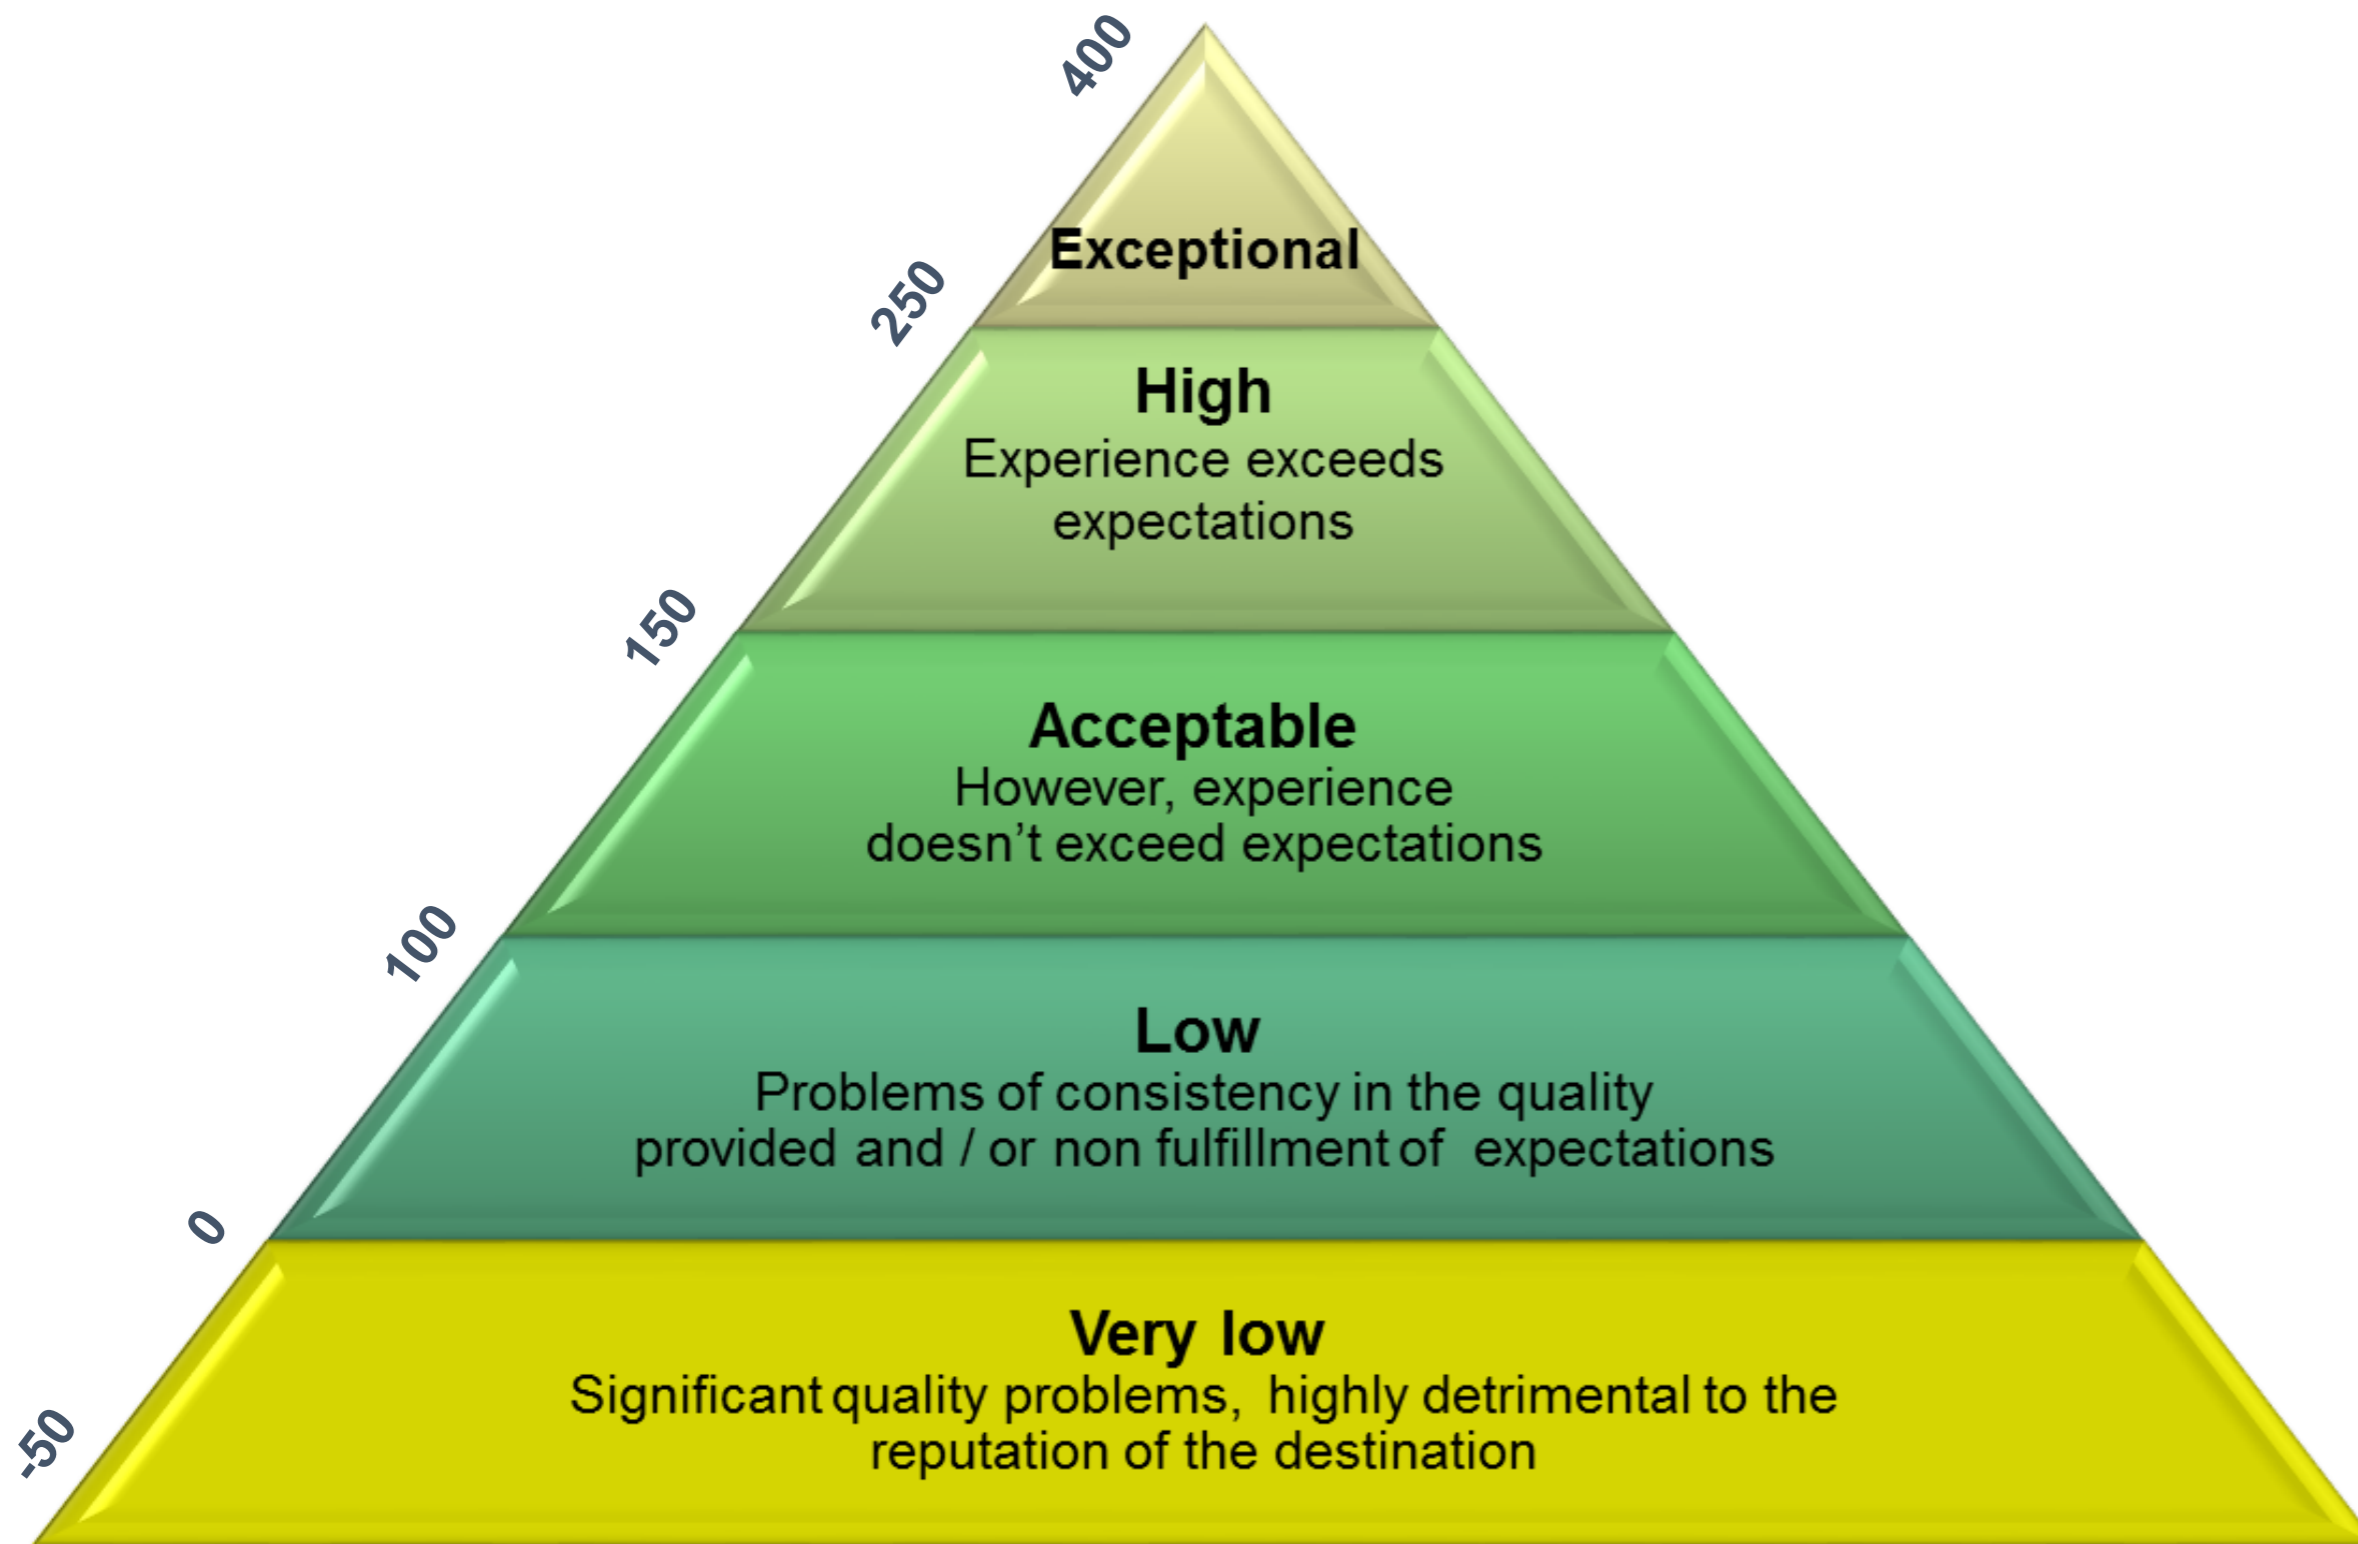 400
Exceptional
250
High
Experience exceeds
expectations
150
Acceptable
However, experience
doesn’t exceed expectations
100
Low
Problems of consistency in the quality
provided and / or non fulfillment of expectations
0
Very low
Significant quality problems, highly detrimental to the
reputation of the destination
-50